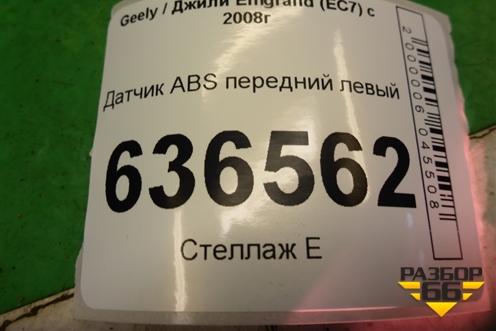 Geely / Джили Emgrand (EC7) с
2008г
Датчик ABS передний левый
636562
Стеллаж Е
2000006045508
РАЗБОР
66